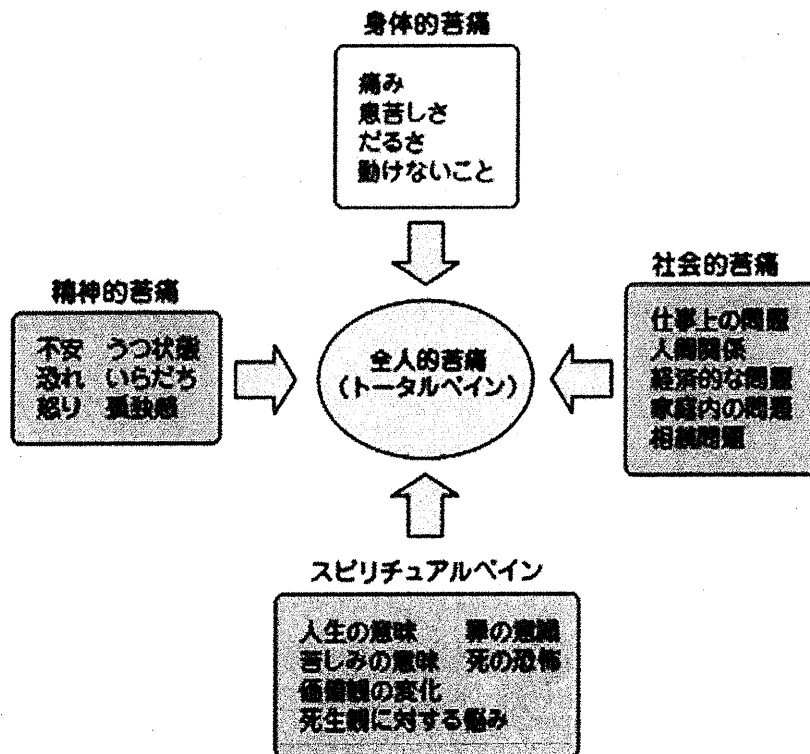 身体的苦痛
痛み
息苦しさ
だるさ
動けないこと
精神的苦痛
不安　うつ状態
恐れ　いらだち
怒り　孤独感
全人的苦痛
(トータルペイン)
社会的苦痛
仕事上の問題
人間関係
経済的な問題
家庭内の問題
相続問題
スピリチュアルペイン
人生の意味　罪の意識
苦しみの意味　死の恐怖
価値観の変化
死生観に対する悩み